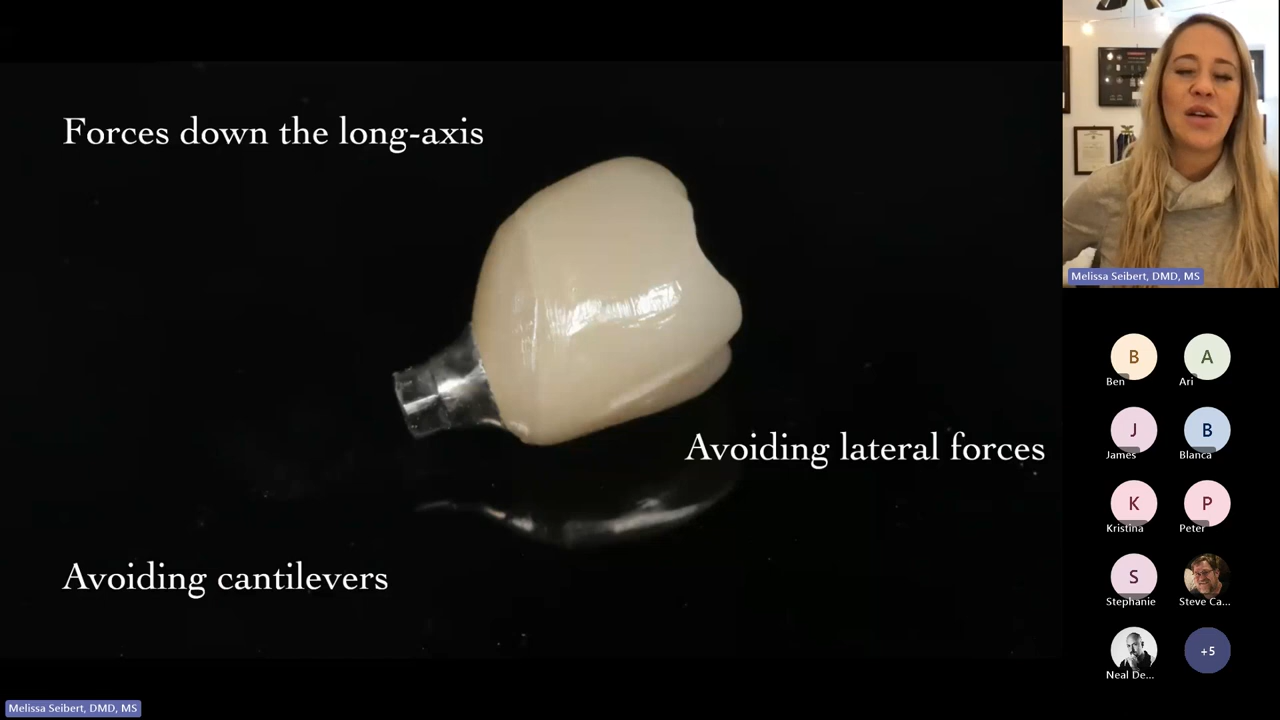 Forces down the long-axis
Avoiding lateral forces
Avoiding cantilevers
Melissa Seibert, DMD, MS
Melissa Seibert, DMD, MS
B
A
Ben
Ari
J
B
James
Blanca
K
P
Kristina
Peter
S
Stephanie
Steve Ca...
Neal De...
+5